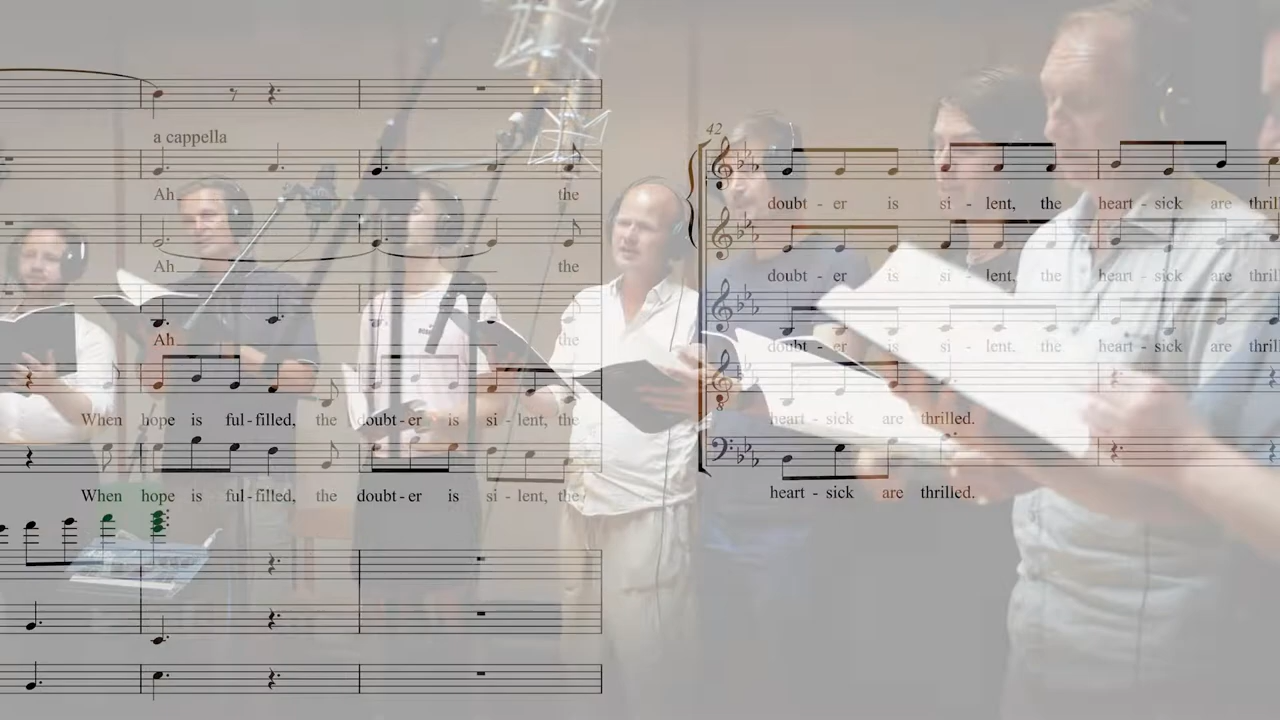 a cappella
Ah the
Ah the
Ah the
When hope is ful - filled, the doubt - er is si - lent, the
When hope is ful - filled, the doubt - er is si - lent, the
42
doubt - er is si - lent, the heart - sick are thrill
doubt - er is si - lent, the heart - sick are thrill
doubt - er is si - lent, the heart - sick are thrill
heart - sick are thrilled.
8
heart - sick are thrilled.